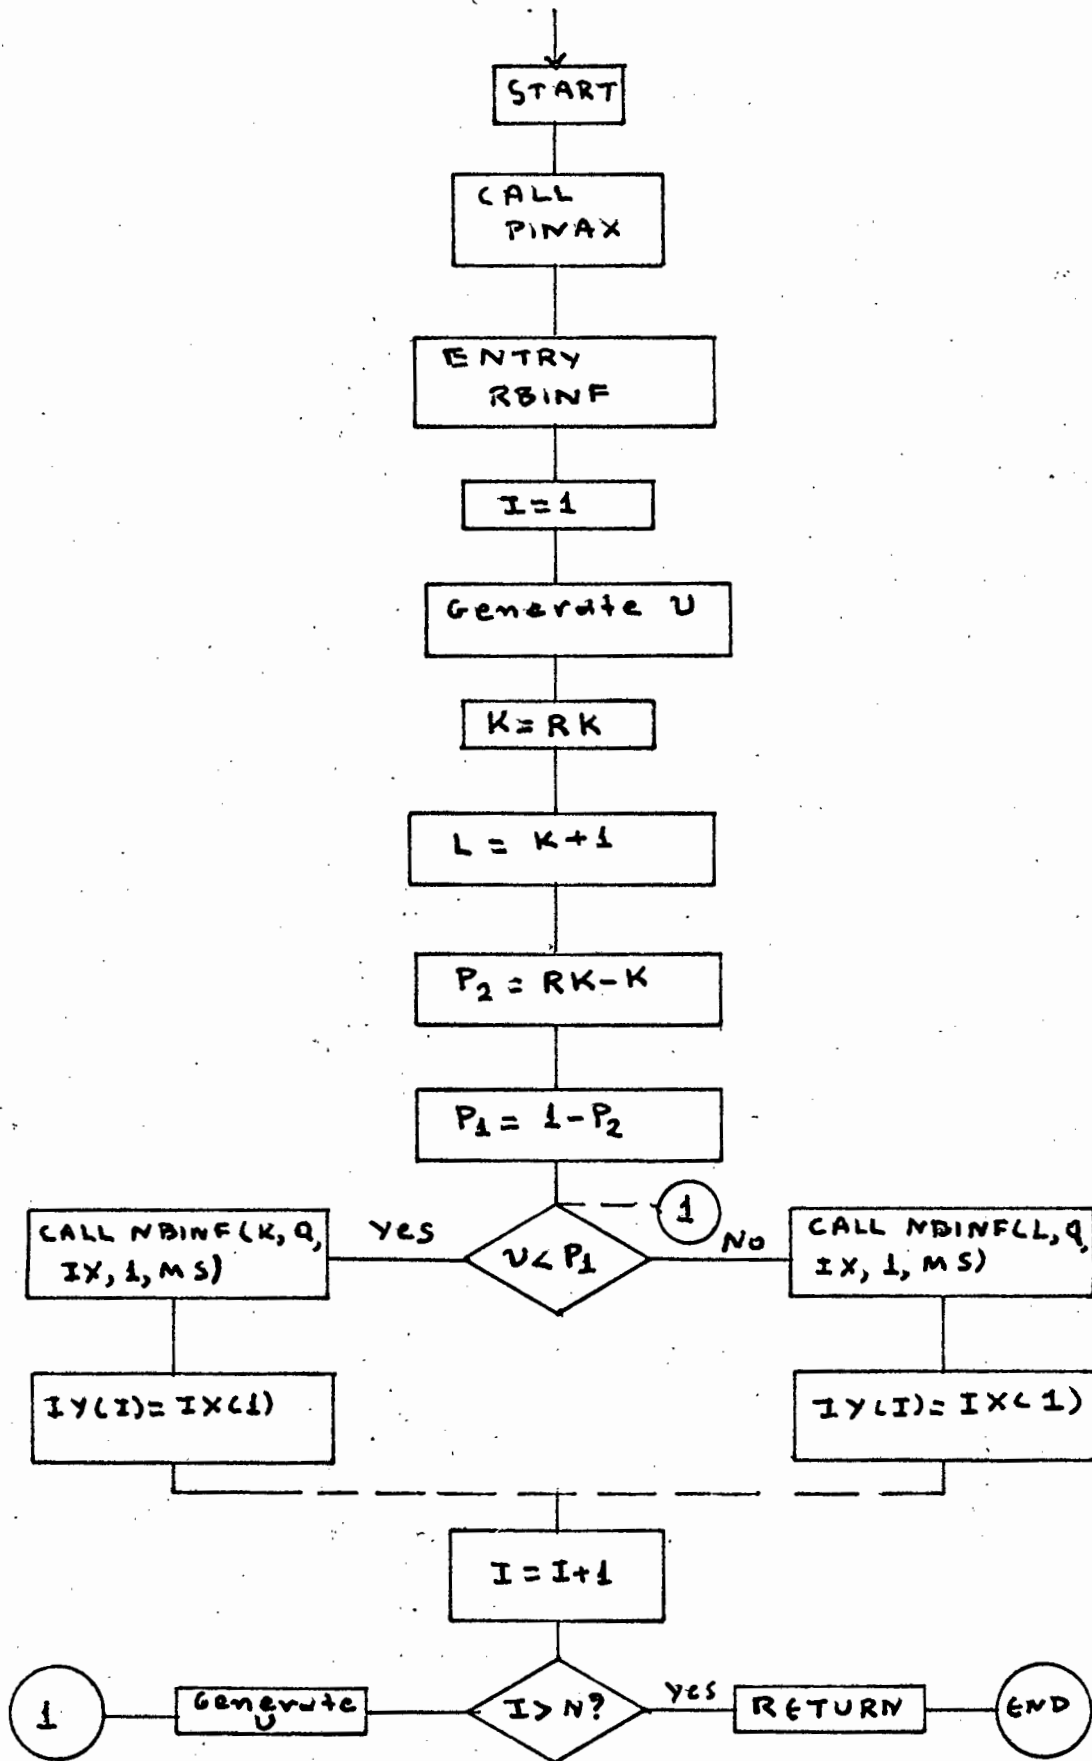 START
CALL
PINAX
ENTRY
RBINF
I = 1
Generate U
K = RK
L = K + 1
P2 = RK - K
P1 = 1 - P2
1
CALL NBINF(K, Q,
IX, 1, MS)
yes
U < P1
No
CALL NBINF(L, Q,
IX, 1, MS)
IY(I) = IX(1)
IY(I) = IX(1)
I = I + 1
1
Generate
U
I > N?
yes
RETURN
END